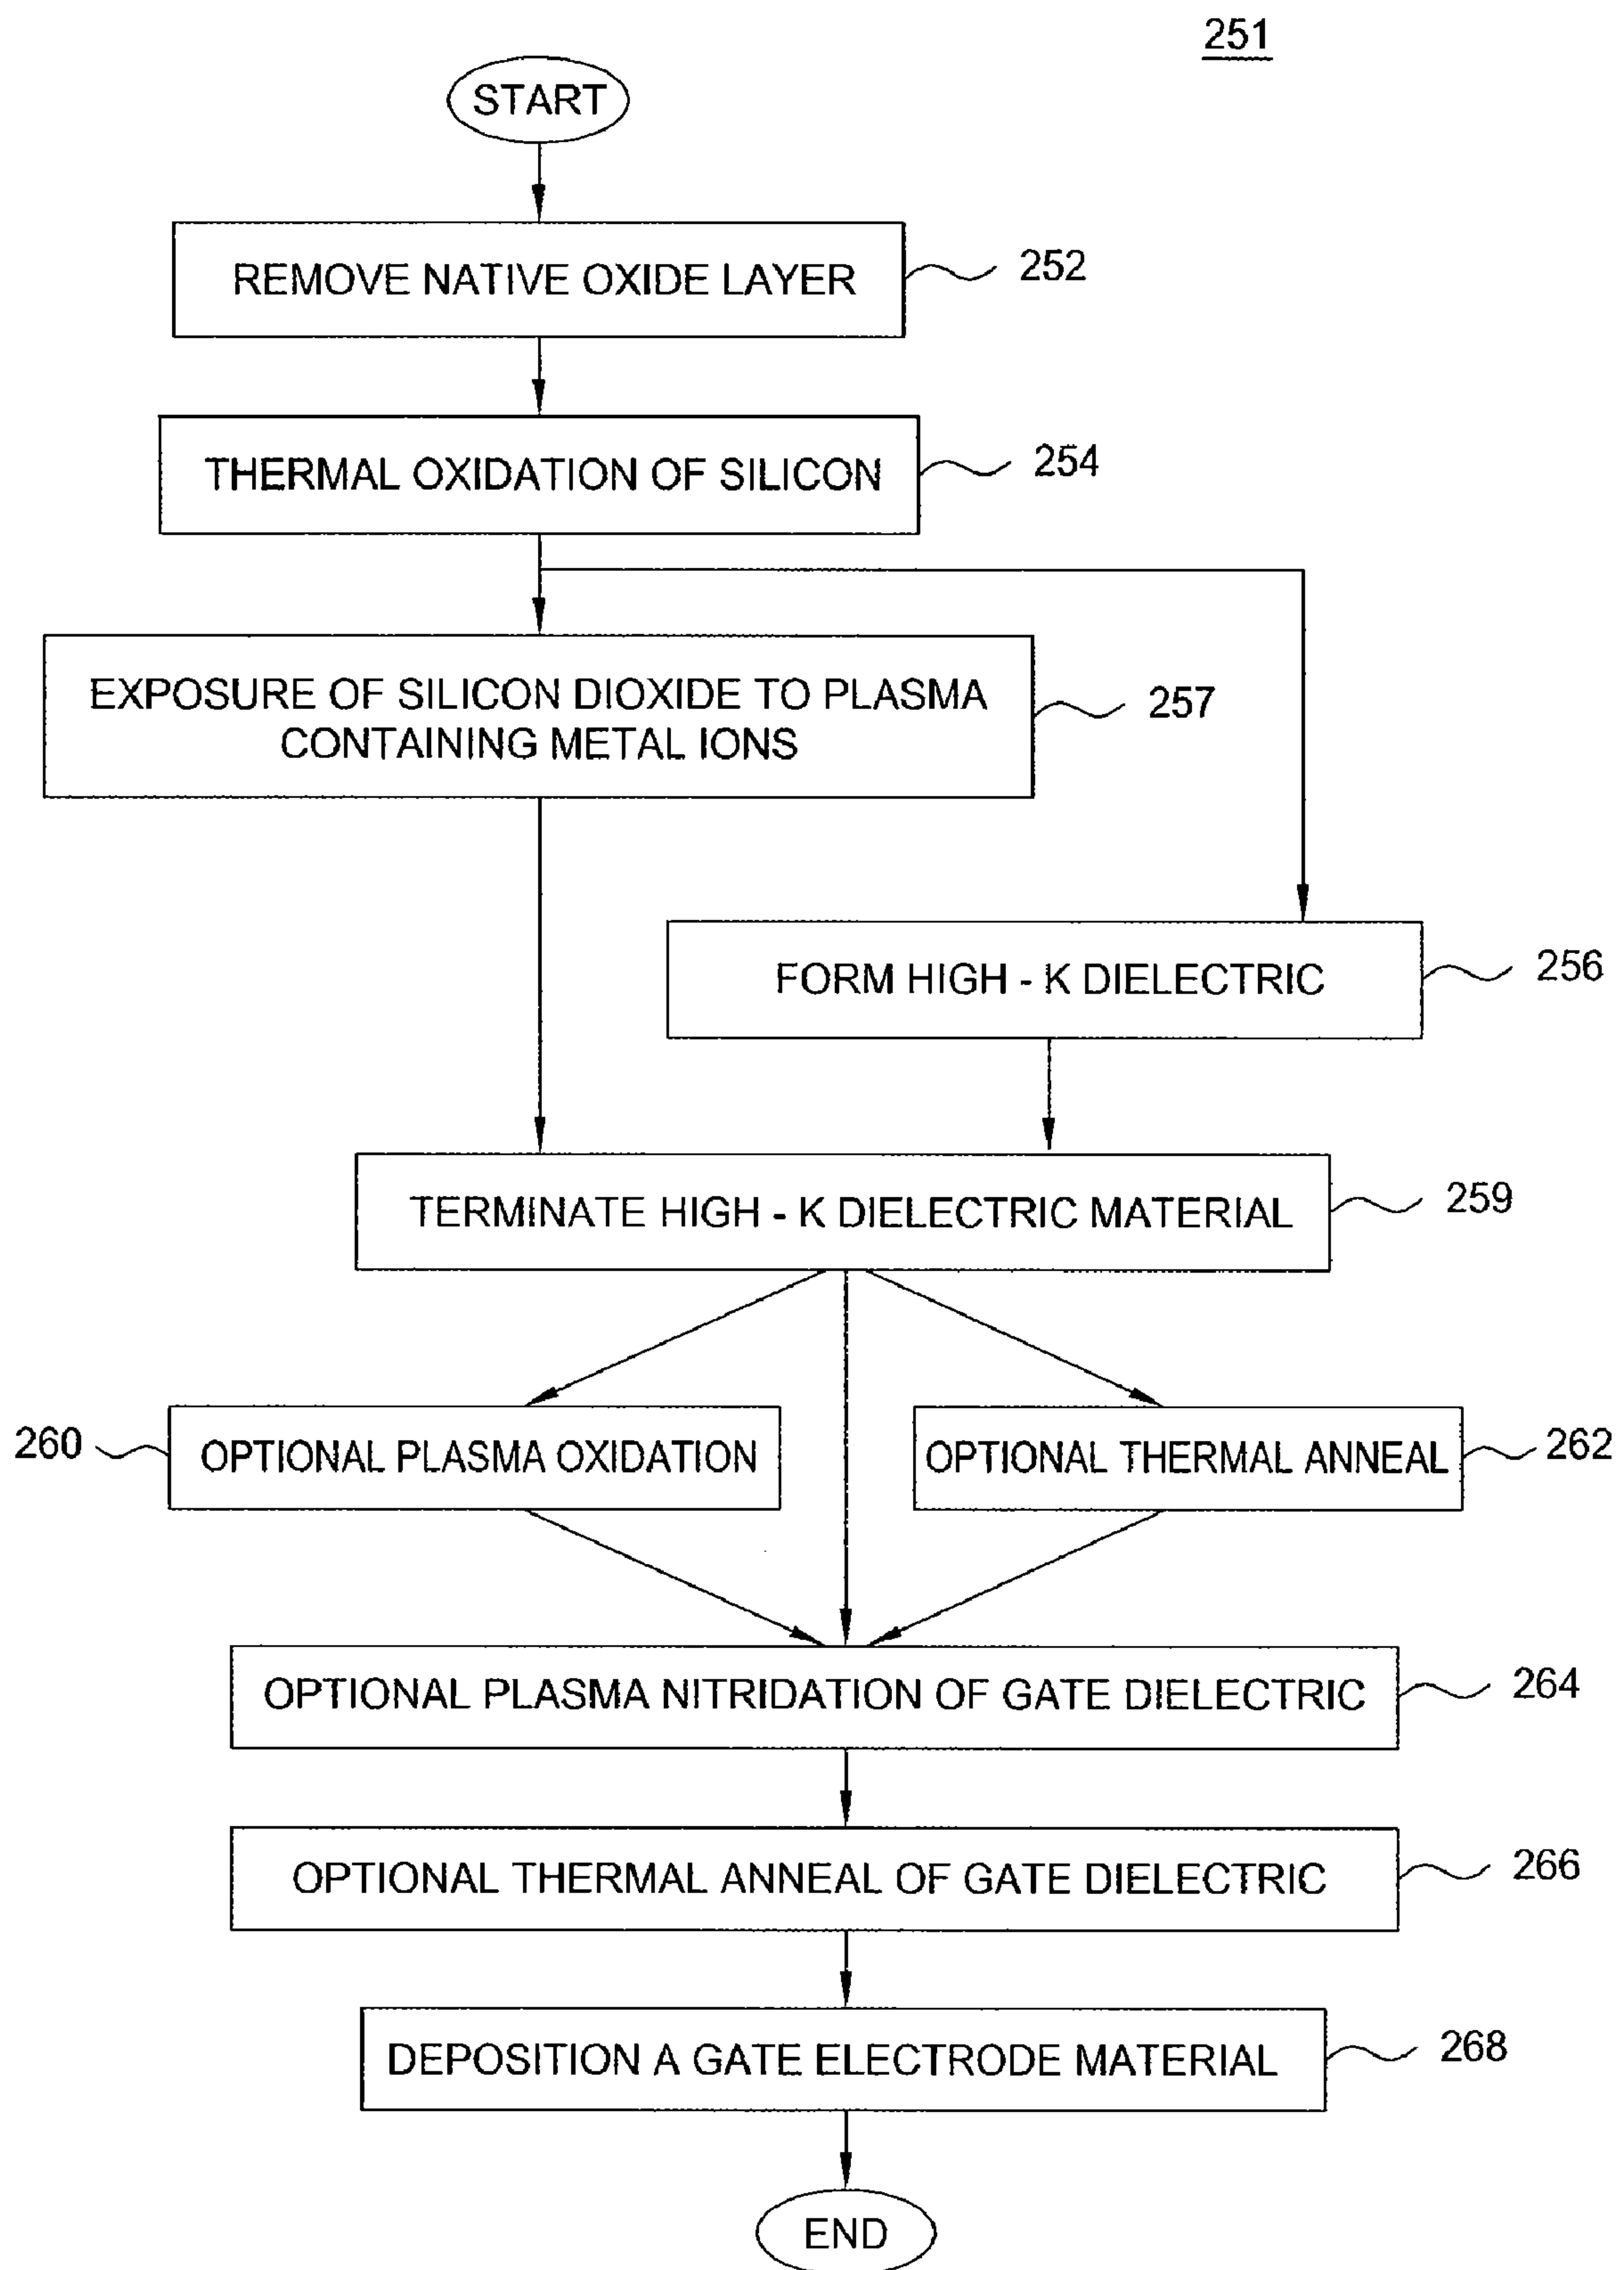 251
START
REMOVE NATIVE OXIDE LAYER
252
THERMAL OXIDATION OF SILICON
254
EXPOSURE OF SILICON DIOXIDE TO PLASMA
CONTAINING METAL IONS
257
FORM HIGH - K DIELECTRIC
256
TERMINATE HIGH - K DIELECTRIC MATERIAL
259
260
OPTIONAL PLASMA OXIDATION
OPTIONAL THERMAL ANNEAL
262
OPTIONAL PLASMA NITRIDATION OF GATE DIELECTRIC
264
OPTIONAL THERMAL ANNEAL OF GATE DIELECTRIC
266
DEPOSITION A GATE ELECTRODE MATERIAL
268
END